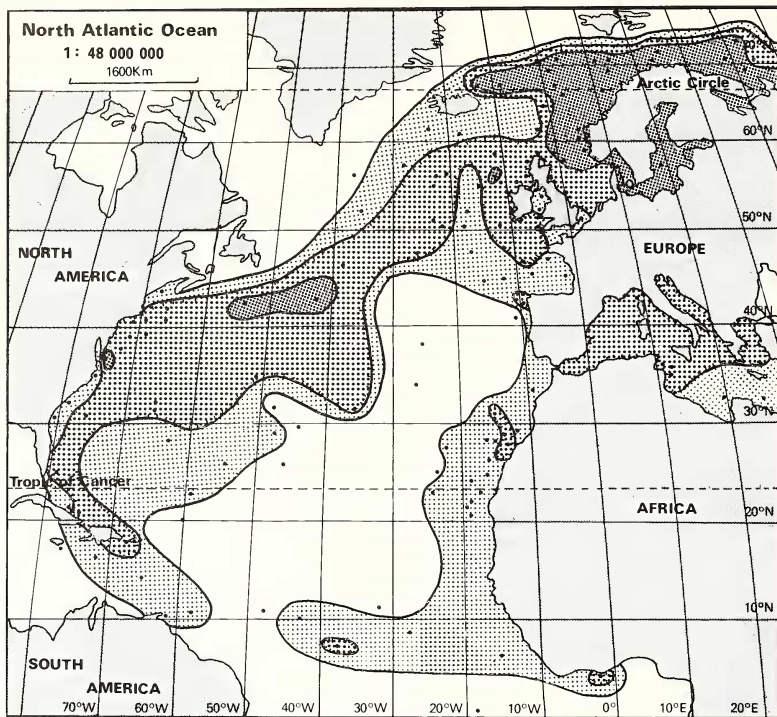 North Atlantic Ocean
1: 48 000 000
1600Km
70°N
Arctic Circle
60°N
50°N
NORTH
AMERICA
EUROPE
40°N
30°N
Tropic of Cancer
AFRICA
20°N
10°N
SOUTH
AMERICA
70°W 60°W 40°W 30°W 20°W 10°W 0° 10°E 20°E